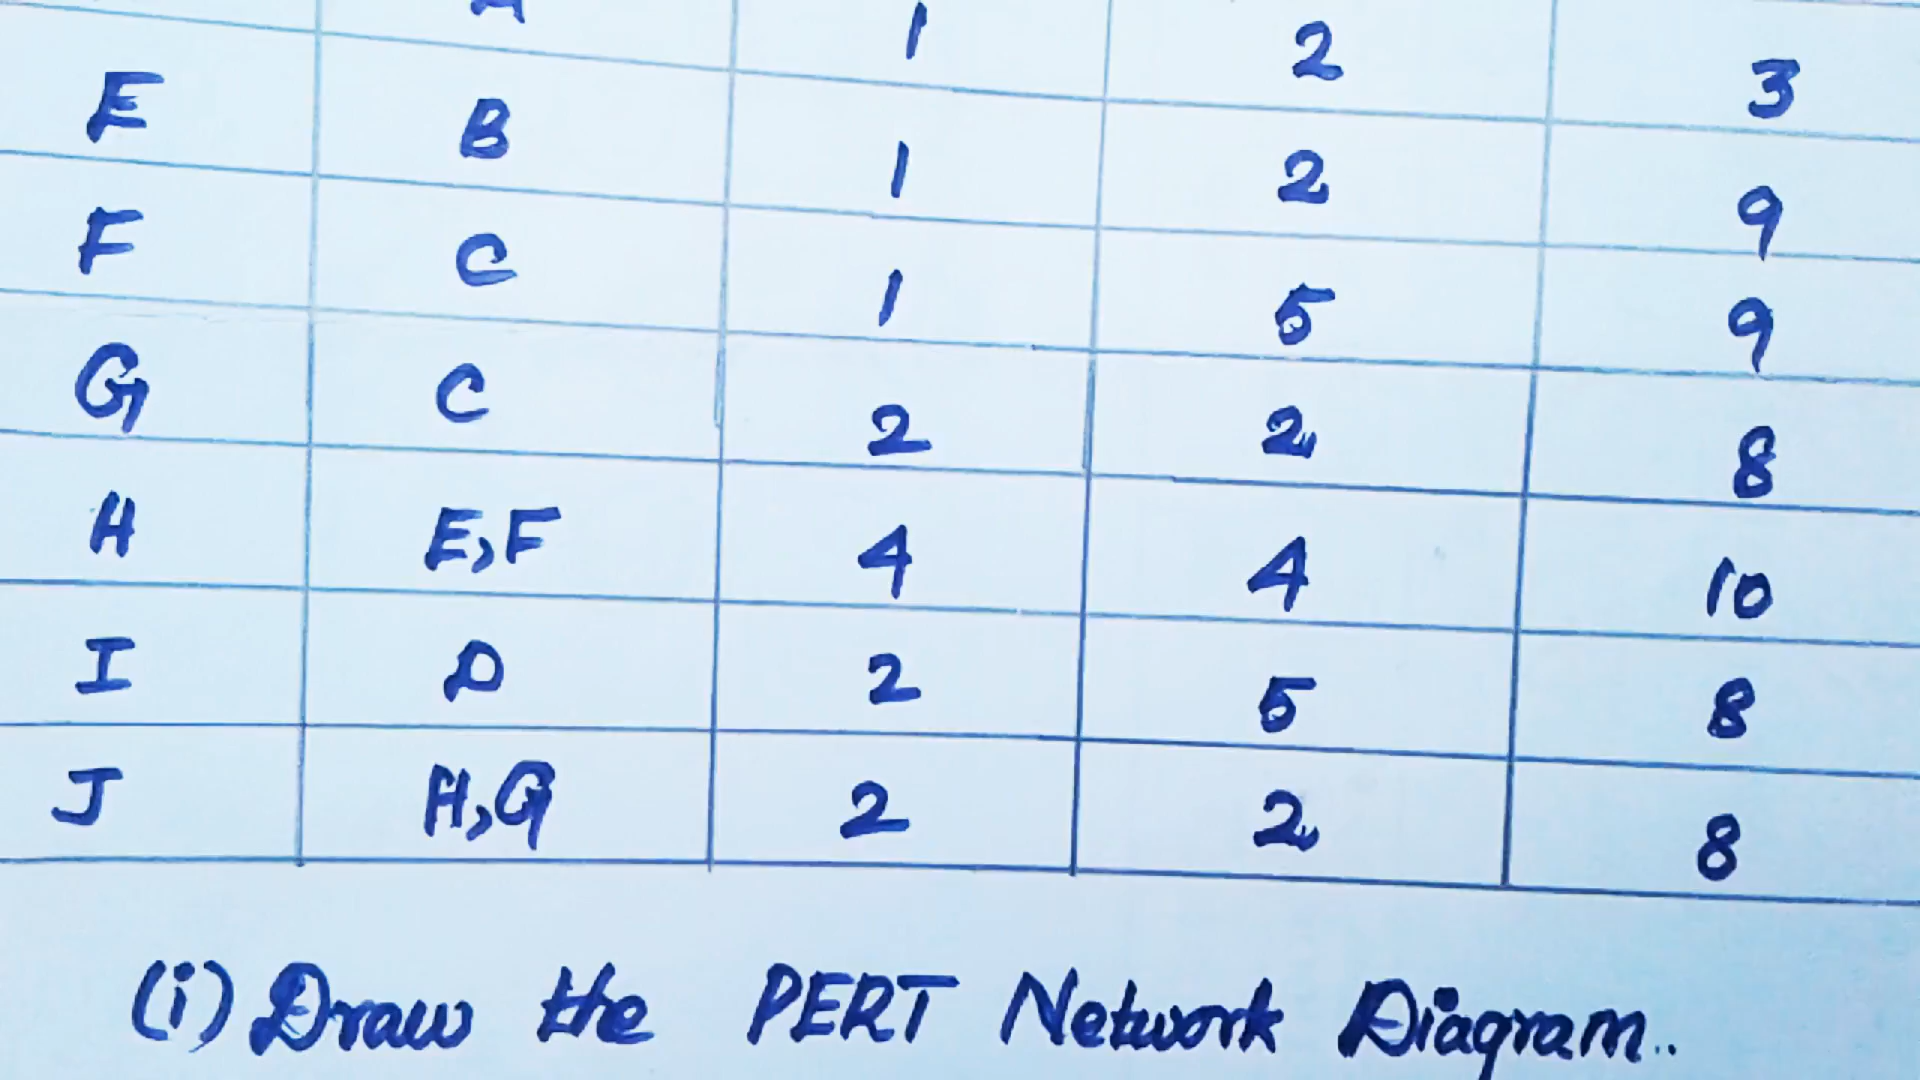 A 1 2 3
E B 1 2 9
F C 1 5 9
G C 2 2 8
H E,F 4 4 10
I D 2 5 8
J H,G 2 2 8
(i) Draw the PERT Network Diagram..